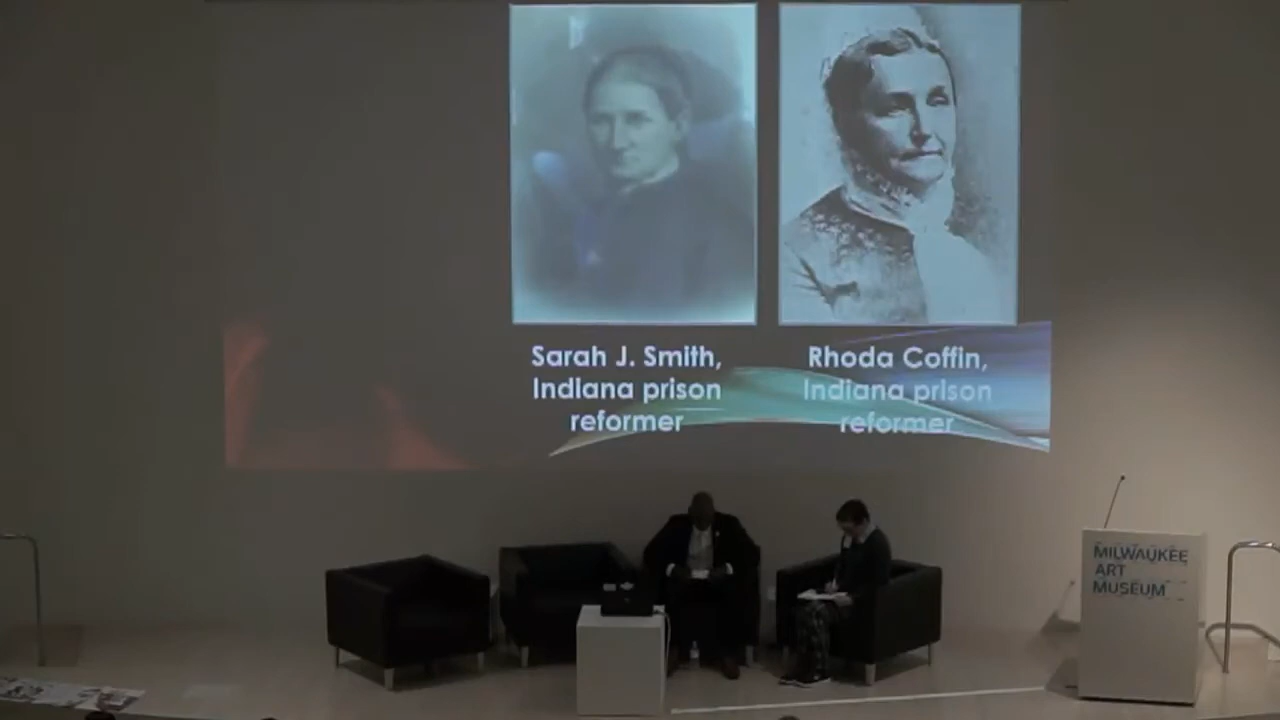 Sarah J. Smith,
Indiana prison
reformer
Rhoda Coffin,
Indiana prison
reformer
MILWAUKEE
ART
MUSEUM